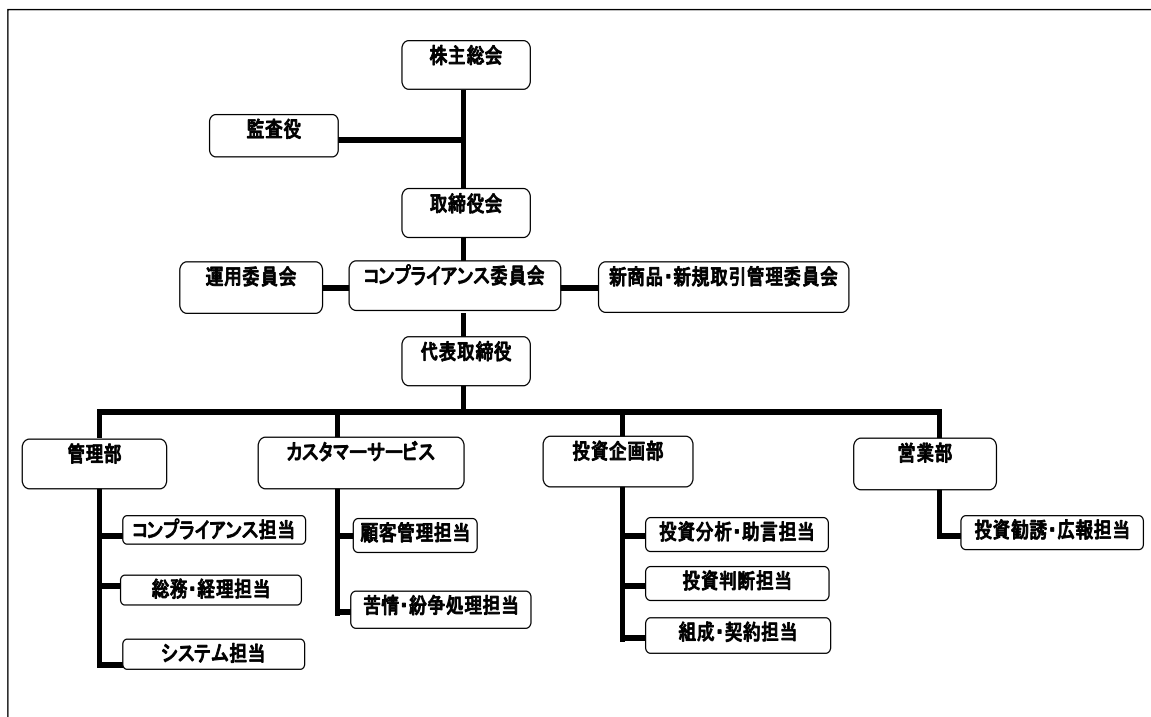 株主総会
監査役
取締役会
運用委員会
コンプライアンス委員会
新商品・新規取引管理委員会
代表取締役
管理部
カスタマーサービス
投資企画部
営業部
コンプライアンス担当
総務・経理担当
システム担当
顧客管理担当
苦情・紛争処理担当
投資分析・助言担当
投資判断担当
組成・契約担当
投資勧誘・広報担当